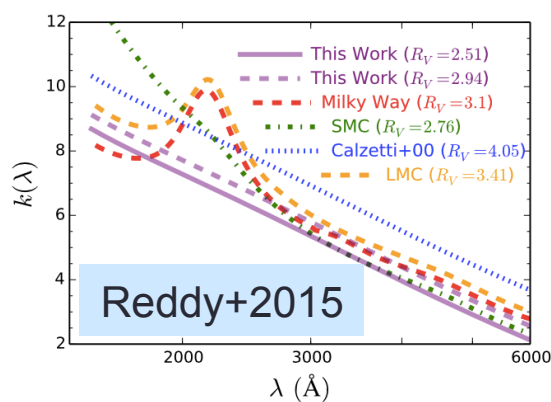 12
10
8
6
4
2
k(λ)
This Work (R_V=2.51)
This Work (R_V=2.94)
Milky Way (R_V=3.1)
SMC (R_V=2.76)
Calzetti+00 (R_V=4.05)
LMC (R_V=3.41)
Reddy+2015
2000 3000 6000
λ (Å)